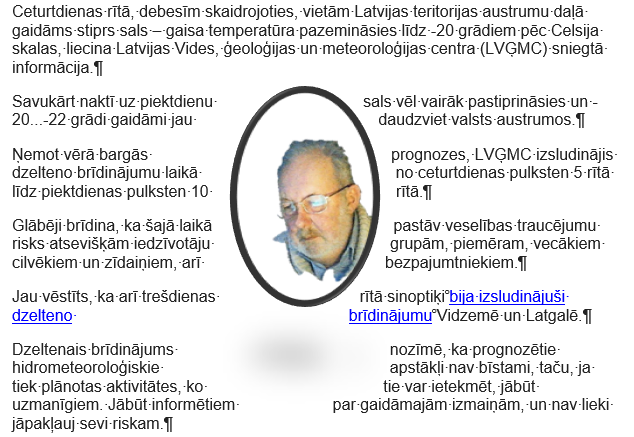 Ceturtdienas rītā, debesīm skaidrojoties, vietām Latvijas teritorijas austrumu daļā
gaidāms stiprs sals – gaisa temperatūra pazemināsies līdz -20 grādiem pēc Celsija
skalas, liecina Latvijas Vides, ģeoloģijas un meteoroloģijas centra (LVĢMC) sniegtā
informācija.¶
Savukārt naktī uz piektdienu sals vēl vairāk pastiprināsies un -
20...-22 grādi gaidāmi jau daudzviet valsts austrumos.¶
Ņemot vērā bargās prognozes, LVĢMC izsludinājis
dzelteno brīdinājumu laikā no ceturtdienas pulksten 5 rītā
līdz piektdienas pulksten 10 rītā.¶
Glābēji brīdina, ka šajā laikā pastāv veselības traucējumu
risks atsevišķām iedzīvotāju grupām, piemēram, vecākiem
cilvēkiem un zīdaiņiem, arī bezpajumtniekiem.¶
Jau vēstīts, ka arī trešdienas rītā sinoptiķi°bija izsludinājuši
dzelteno brīdinājumu°Vidzemē un Latgalē.¶
Dzeltenais brīdinājums nozīmē, ka prognozētie
hidrometeoroloģiskie apstākļi nav bīstami, taču, ja
tiek plānotas aktivitātes, ko tie var ietekmēt, jābūt
uzmanīgiem. Jābūt informētiem par gaidāmajām izmaiņām, un nav lieki
jāpakļauj sevi riskam.¶